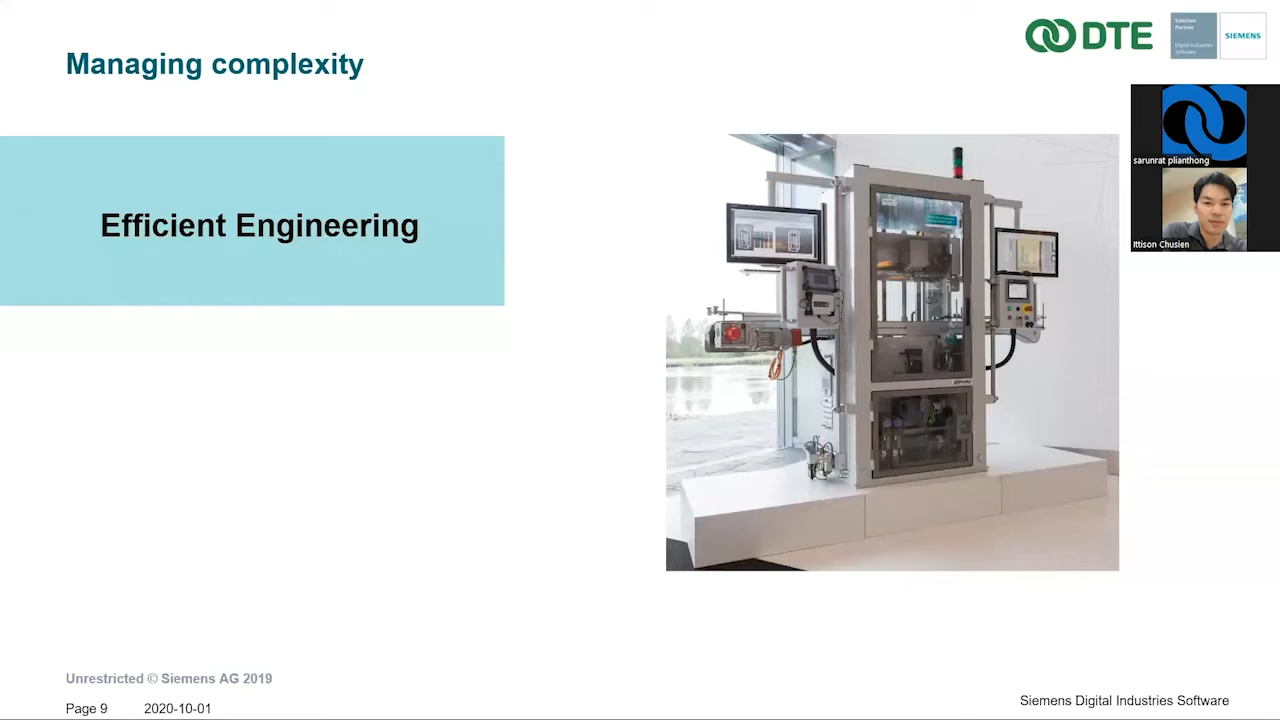 Managing complexity
DTE
Solution
Partner
Digital Industries
Software
SIEMENS
sarunrat plianthong
Ittison Chusien
Efficient Engineering
Unrestricted © Siemens AG 2019
Page 9
2020-10-01
Siemens Digital Industries Software